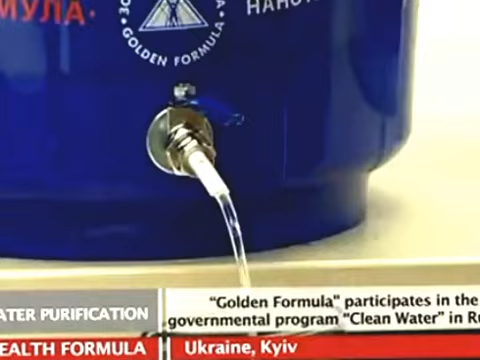 МУЛА·
НАНО
· GOLDEN FORMULA ·
ATER PURIFICATION
"Golden Formula" participates in the
governmental program "Clean Water" in Ru
EALTH FORMULA
Ukraine, Kyiv